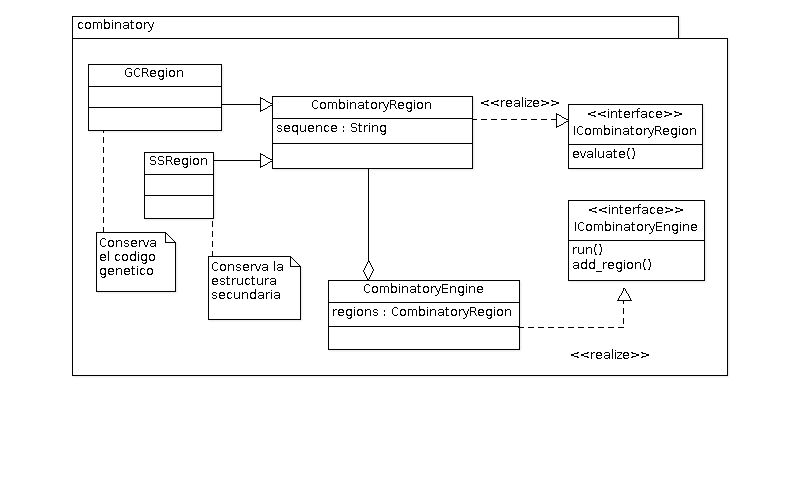 combinatory
GCRegion
CombinatoryRegion
sequence : String
<<realize>>
<<interface>>
ICombinatoryRegion
evaluate()
SSRegion
<<interface>>
ICombinatoryEngine
run()
add_region()
Conserva
el codigo
genetico
Conserva la
estructura
secundaria
CombinatoryEngine
regions : CombinatoryRegion
<<realize>>